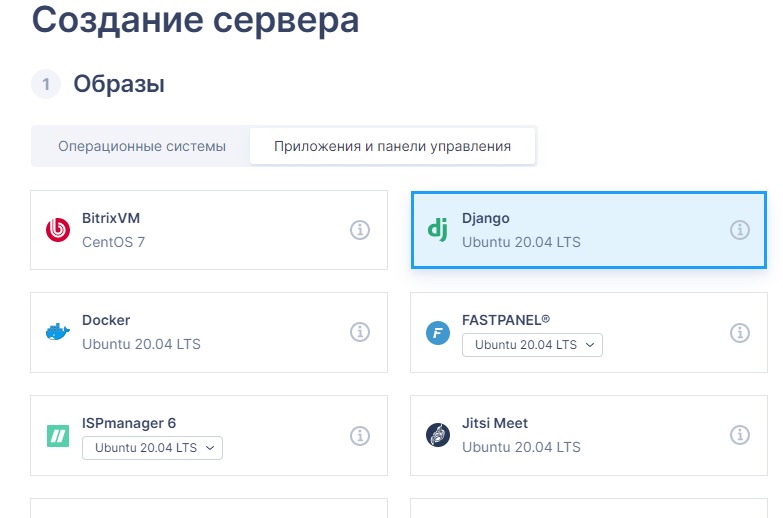 Создание сервера
1 Образы
Операционные системы Приложения и панели управления
BitrixVM
CentOS 7
Django
Ubuntu 20.04 LTS
Docker
Ubuntu 20.04 LTS
FASTPANEL®
Ubuntu 20.04 LTS
ISPmanager 6
Ubuntu 20.04 LTS
Jitsi Meet
Ubuntu 20.04 LTS